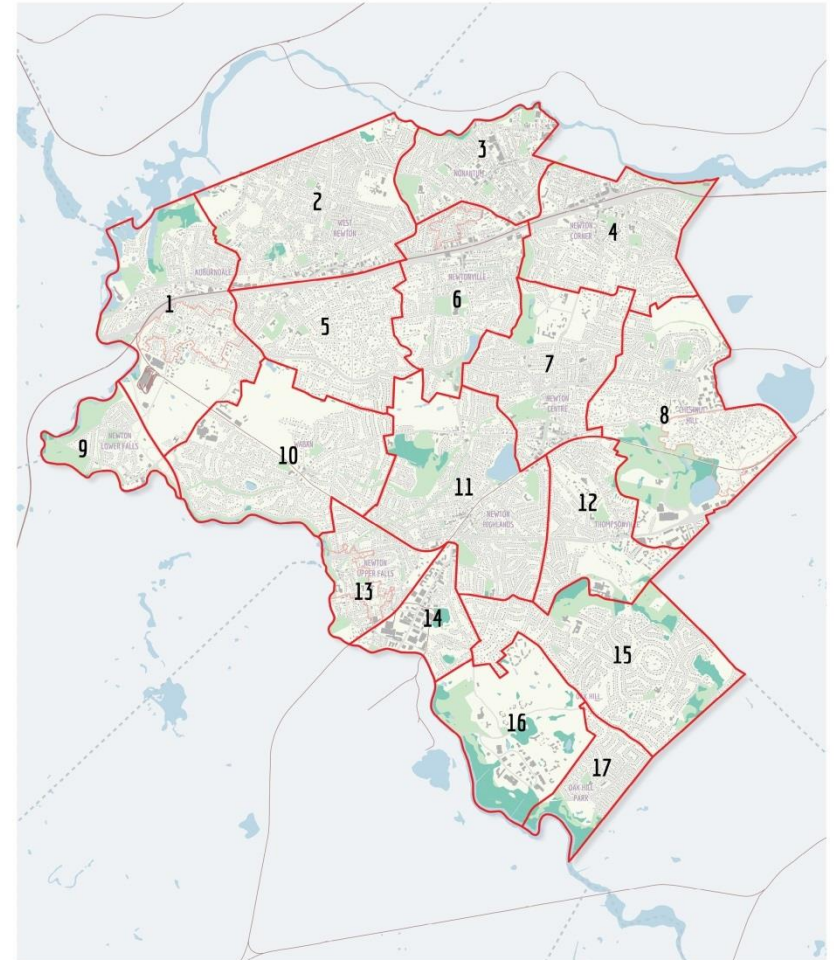 3
NONANTUM
2
WEST
NEWTON
4
NEWTON
CORNER
1
AUBURNDALE
6
NEWTONVILLE
5
7
NEWTON
CENTRE
8
CHESTNUT
HILL
9
NEWTON
LOWER FALLS
10
WABAN
11
NEWTON
HIGHLANDS
12
THOMPSONVILLE
13
NEWTON
UPPER FALLS
14
15
OAK HILL
16
17
OAK HILL
PARK